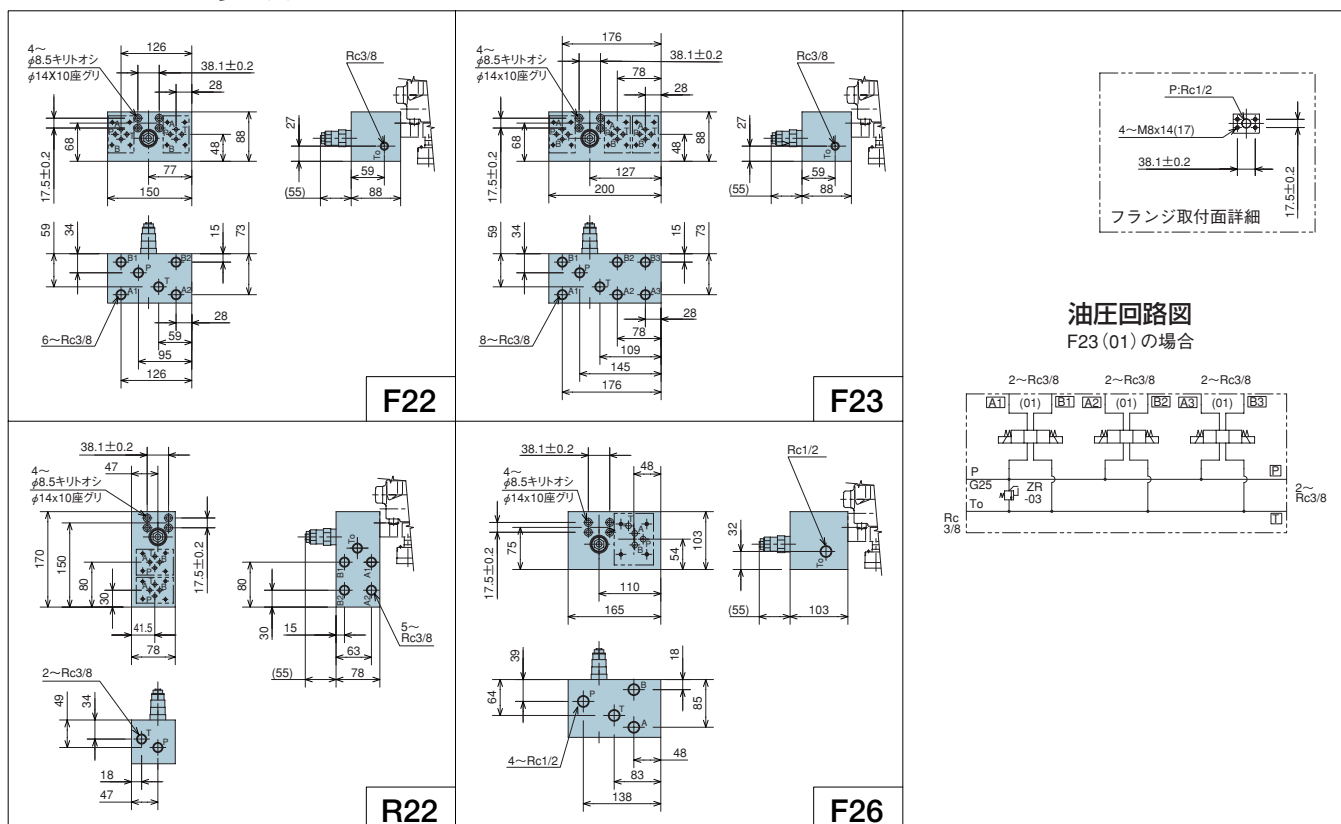 126
4～
φ8.5キリトオシ
φ14X10座グリ
38.1±0.2
28
17.5±0.2
68
48
88
77
150
Rc3/8
27
To
59
(55)
88
59
34
15
73
B1
B2
P
T
A1
A2
6～Rc3/8
28
59
95
126
F22
176
4～
φ8.5キリトオシ
φ14x10座グリ
38.1±0.2
78
28
17.5±0.2
68
48
88
127
200
Rc3/8
27
To
59
(55)
88
59
34
15
73
B1
B2
B3
P
T
A1
A2
A3
8～Rc3/8
28
78
109
145
176
F23
P:Rc1/2
4～M8x14(17)
38.1±0.2
17.5±0.2
フランジ取付面詳細
油圧回路図
F23(01)の場合
2～Rc3/8
2～Rc3/8
2～Rc3/8
A1
(01)
B1
A2
(01)
B2
A3
(01)
B3
P
P
G25
ZR
-03
To
T
2～
Rc3/8
Rc
3/8
38.1±0.2
47
4～
φ8.5キリトオシ
φ14x10座グリ
170
150
80
30
17.5±0.2
41.5
78
To
B1
A1
B2
A2
80
30
15
5～
Rc3/8
63
(55)
78
2～Rc3/8
49
34
T
P
18
47
R22
38.1±0.2
4～
φ8.5キリトオシ
φ14x10座グリ
48
17.5±0.2
75
T
A
P
B
54
103
110
165
Rc1/2
32
To
(55)
103
39
64
18
85
B
P
T
A
4～Rc1/2
48
83
138
F26